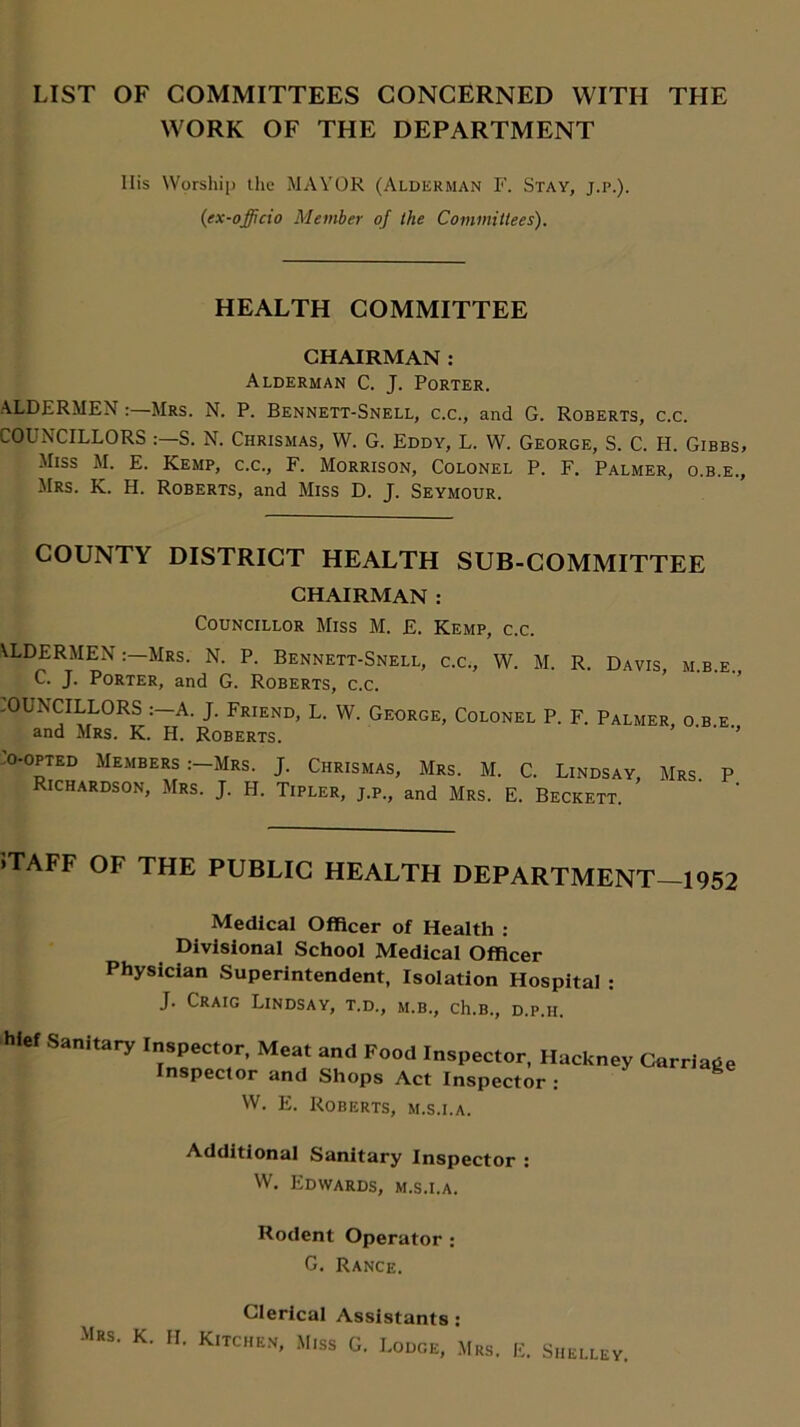 LIST OF COMMITTEES CONCERNED WITH THE
WORK OF THE DEPARTMENT
His Worship the MAYOR (Alderman F. Stay, j.p.).
(ex-officio Member of the Committees).
HEALTH COMMITTEE
CHAIRMAN :
Alderman C. J. Porter.
ALDERMEN :—Mrs. N. P. Bennett-Snell, c.c., and G. Roberts, c.c.
COUNCILLORS :—S. N. Chrismas, W. G. Eddy, L. W. George, S. C. H. Gibbs,
Miss M. E. Kemp, c.c., F. Morrison, Colonel P. F. Palmer, o.b.e.,
Mrs. K. H. Roberts, and Miss D. J. Seymour.
COUNTY DISTRICT HEALTH SUB-COMMITTEE
CHAIRMAN :
Councillor Miss M. E. Kemp, c.c.
ALDERMEN :—Mrs. N. P. Bennett-Snell, c.c., W. M. R. Davis, m.b.e.,
C. J. Porter, and G. Roberts, c.c.
COUNCILLORS :—A. J. Friend, L. W. George, Colonel P. F. Palmer, o.b.e.,
and Mrs. K. H. Roberts.
Co-opted Members :—Mrs. J. Chrismas, Mrs. M. C. Lindsay, Mrs. P.
Richardson, Mrs. J. H. Tipler, j.p., and Mrs. E. Beckett.
STAFF OF THE PUBLIC HEALTH DEPARTMENT—1952
Medical Officer of Health :
Divisional School Medical Officer
Physician Superintendent, Isolation Hospital :
J. Craig Lindsay, t.d., m.b., ch.B., d.p.h.
hief Sanitary Inspector, Meat and Food Inspector, Hackney Carriage
Inspector and Shops Act Inspector :
W. E. Roberts, m.s.i.a.
Additional Sanitary Inspector :
W. Edwards, m.s.i.a.
Rodent Operator :
G. Rance.
Clerical Assistants :
Mrs. K. H. Kitchen, Miss G. Lodge, Mrs. E. Shelley.